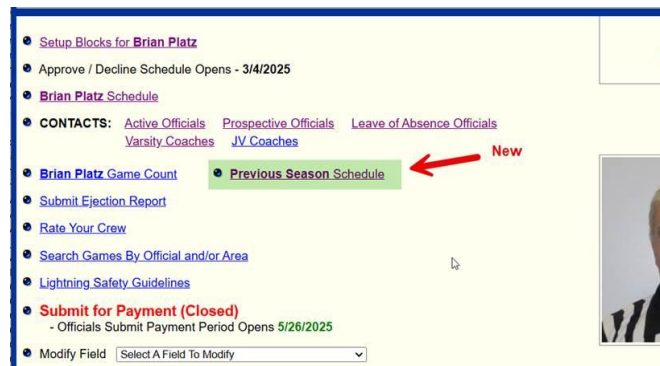 Setup Blocks for Brian Platz
Approve / Decline Schedule Opens - 3/4/2025
Brian Platz Schedule
CONTACTS: Active Officials Prospective Officials Leave of Absence Officials
Varsity Coaches JV Coaches
New
Brian Platz Game Count Previous Season Schedule
Submit Ejection Report
Rate Your Crew
Search Games By Official and/or Area
Lightning Safety Guidelines
Submit for Payment (Closed)
- Officials Submit Payment Period Opens 5/26/2025
Modify Field Select A Field To Modify